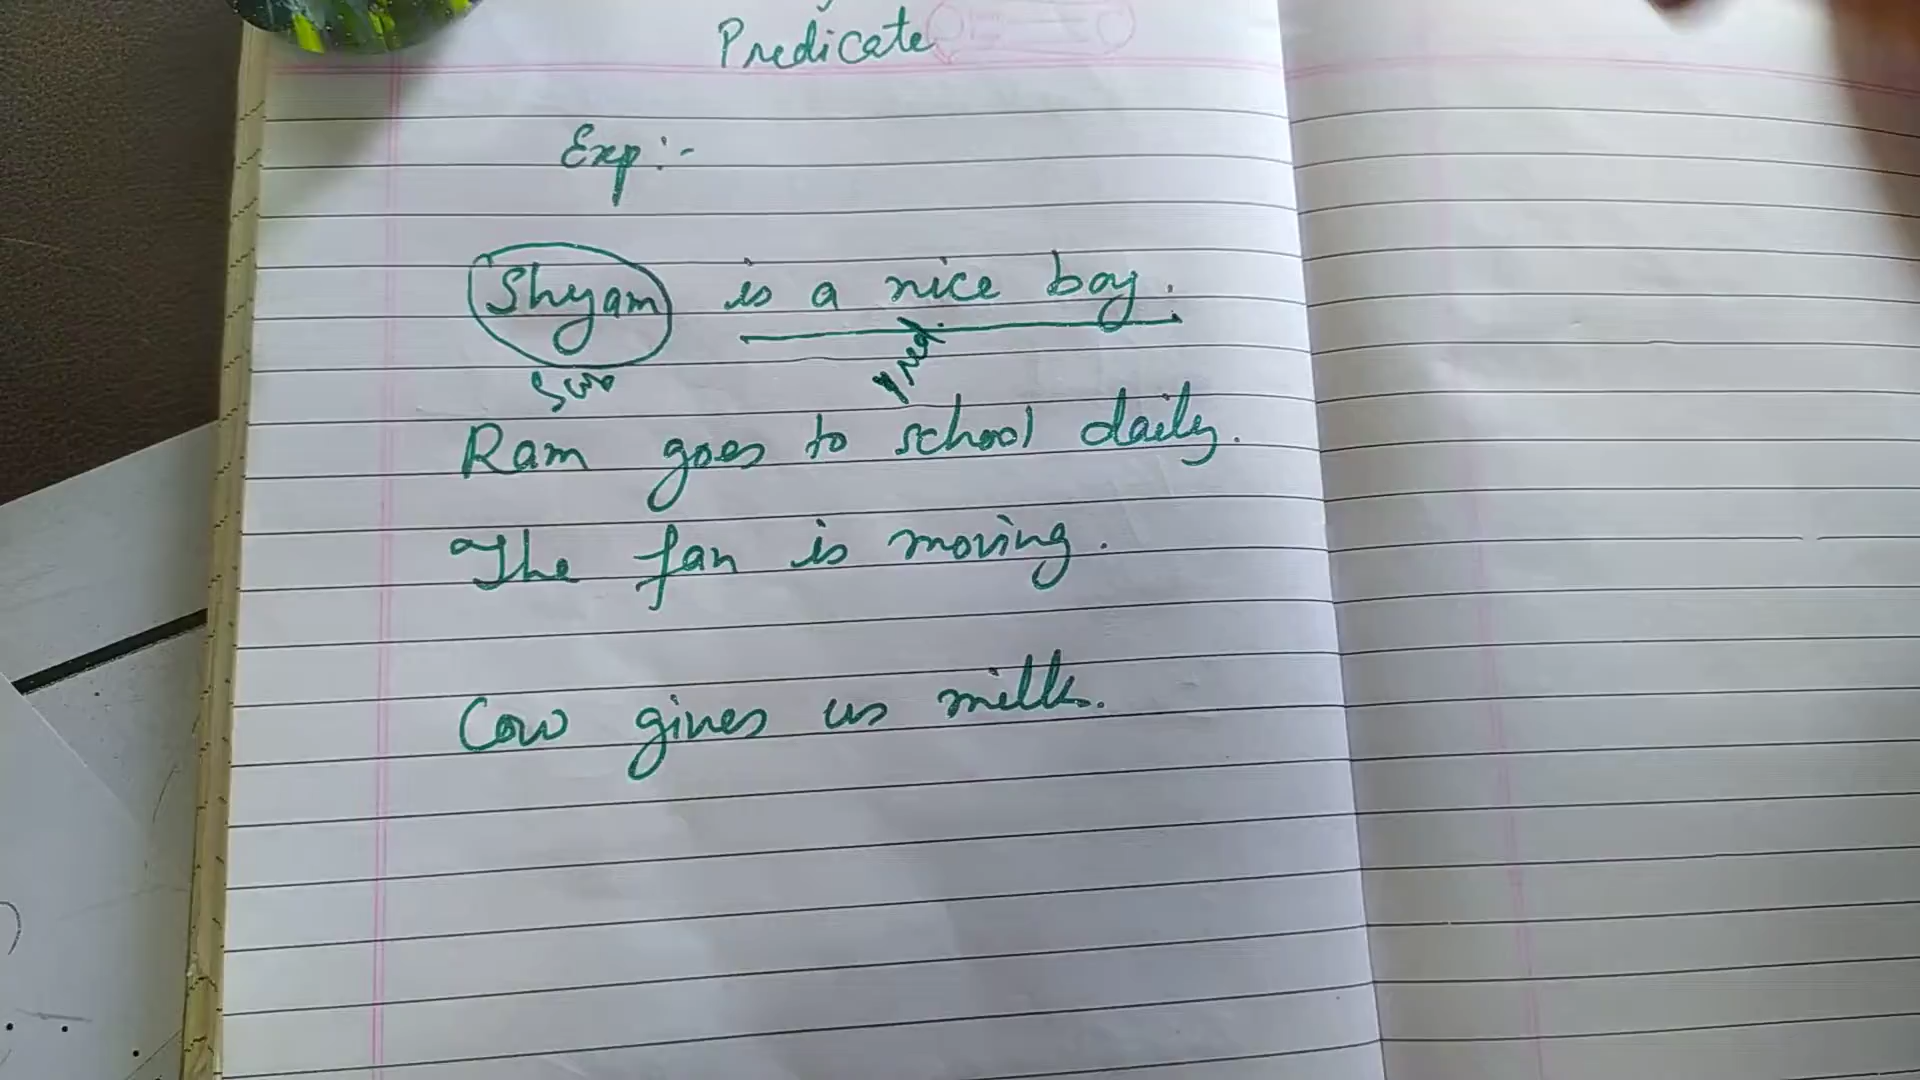 Predicate
Exp:-
Shyam is a nice boy.
Sub Pred.
Ram goes to school daily.
The fan is moving.
Cow gives us milk.